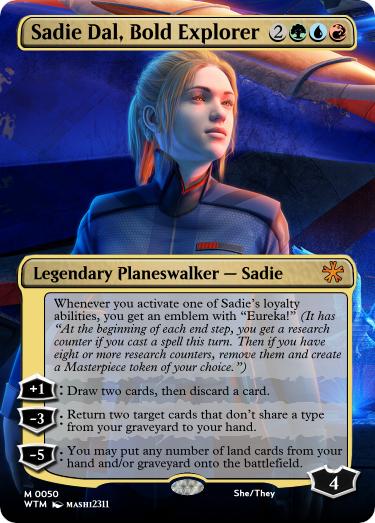 Sadie Dal, Bold Explorer 2
Legendary Planeswalker — Sadie
Whenever you activate one of Sadie's loyalty
abilities, you get an emblem with "Eureka!" (It has
"At the beginning of each end step, you get a research
counter if you cast a spell this turn. Then if you have
eight or more research counters, remove them and create
a Masterpiece token of your choice.")
+1 : Draw two cards, then discard a card.
-3 : Return two target cards that don't share a type
from your graveyard to your hand.
-5 : You may put any number of land cards from your
hand and/or graveyard onto the battlefield.
4
M 0050
She/They
WTM MASHI2311